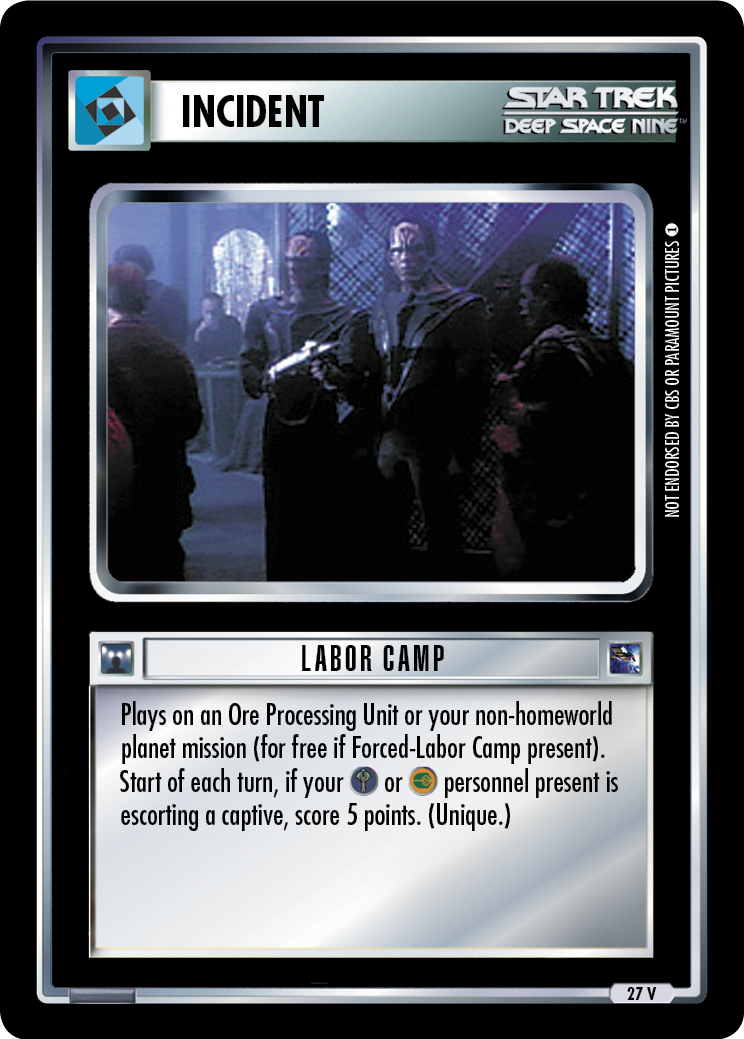 INCIDENT
STAR TREK
DEEP SPACE NINE™
NOT ENDORSED BY CBS OR PARAMOUNT PICTURES 1
LABOR CAMP
Plays on an Ore Processing Unit or your non-homeworld
planet mission (for free if Forced-Labor Camp present).
Start of each turn, if your or personnel present is
escorting a captive, score 5 points. (Unique.)
27 V